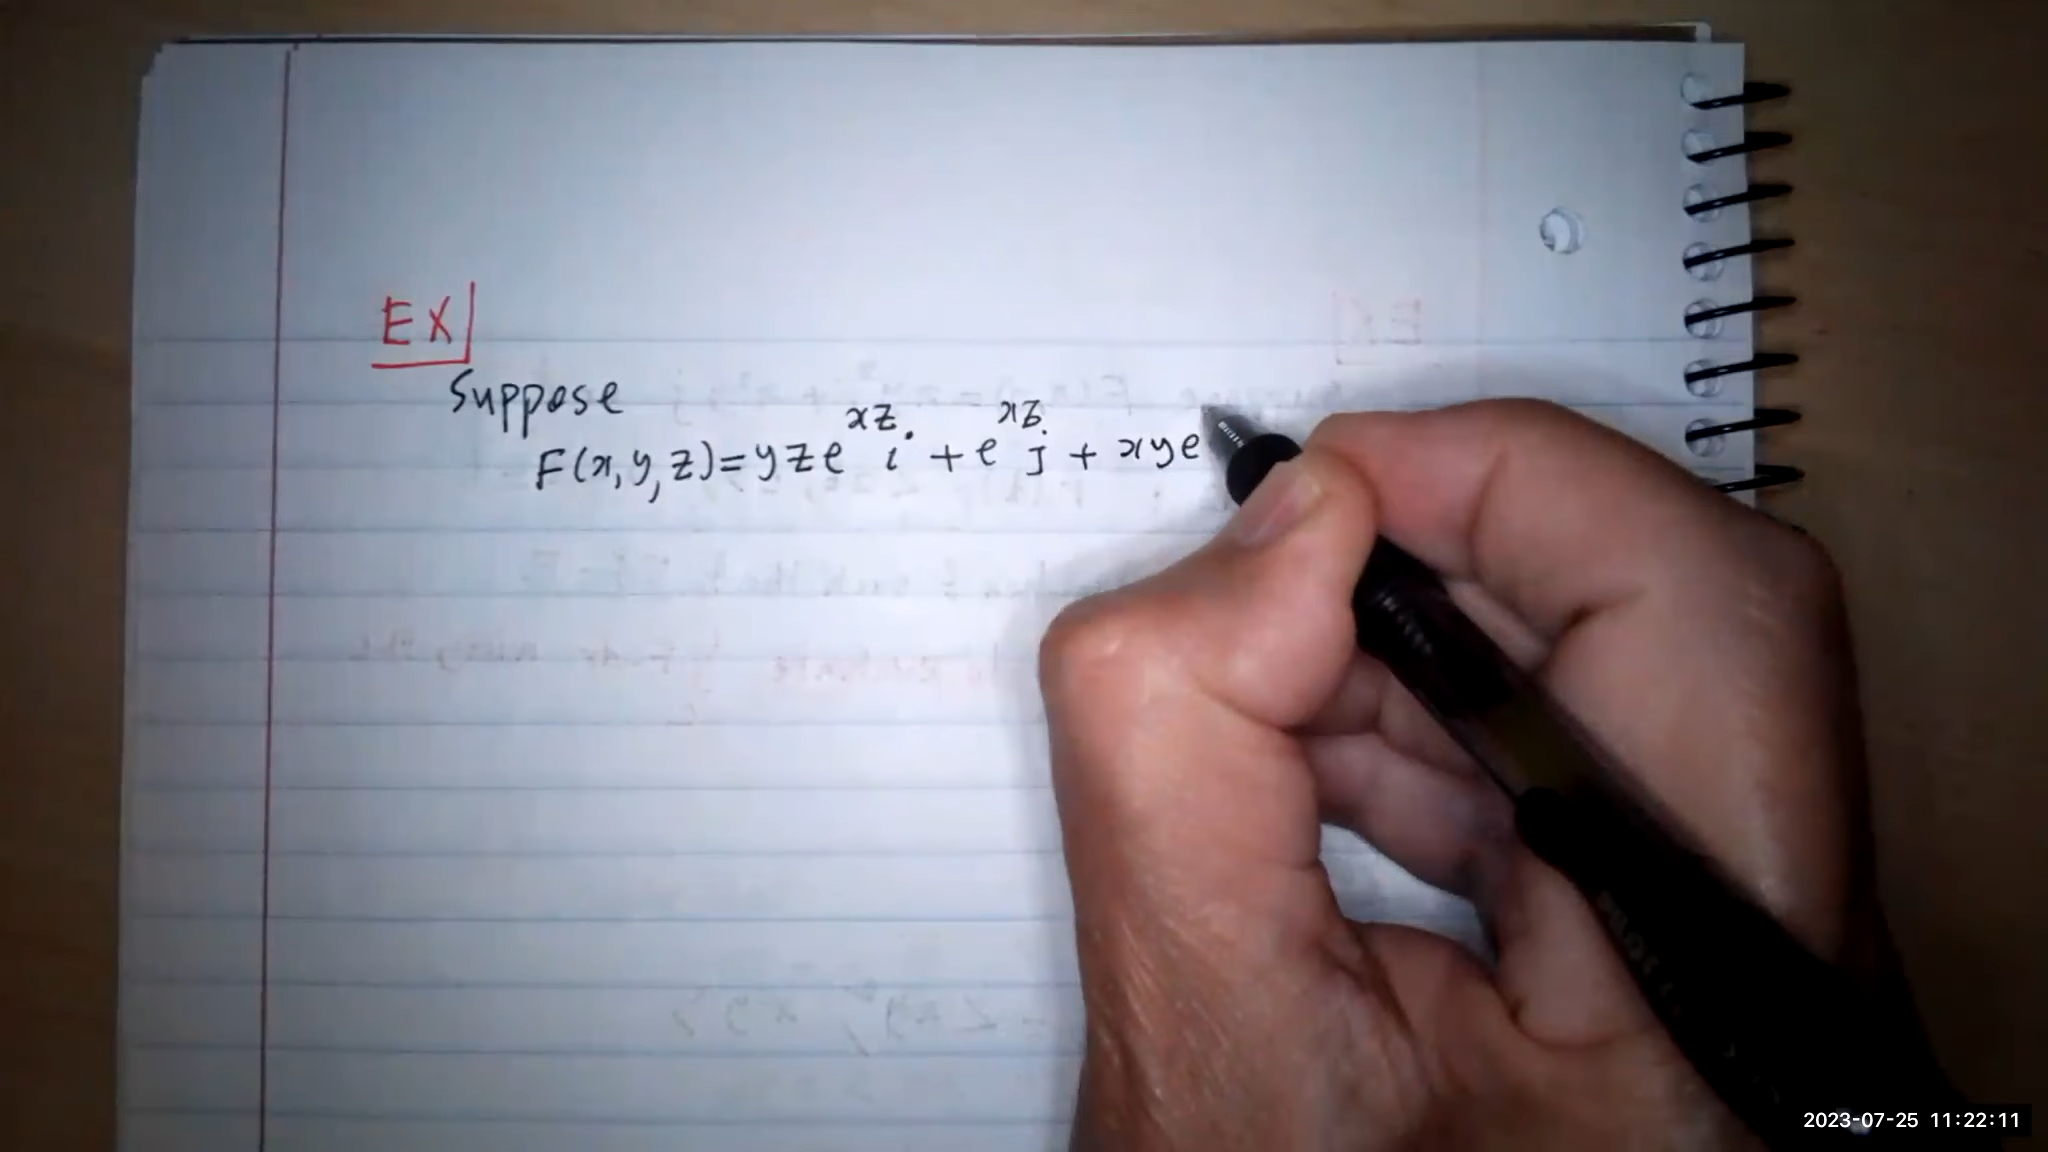 EX
Suppose
F(x,y,z)=yze^{xz} i + e^{xz} j + xye
2023-07-25 11:22:11